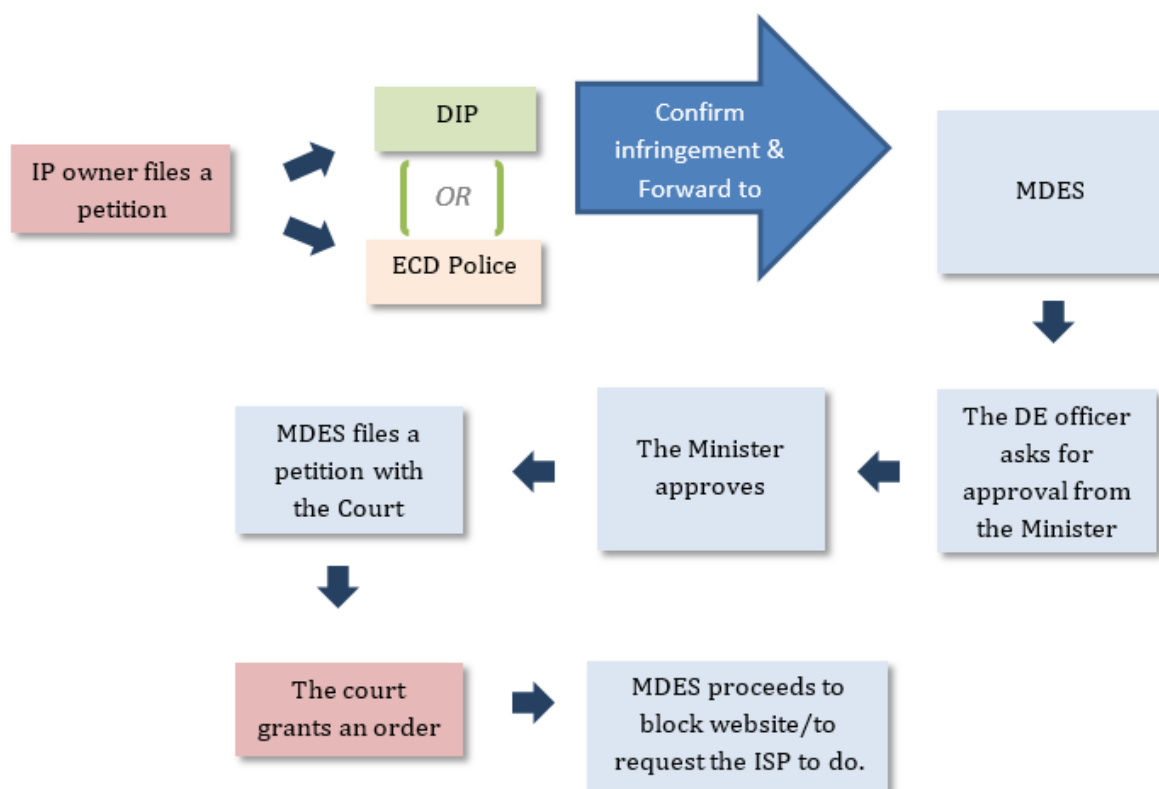 IP owner files a
petition
DIP
OR
ECD Police
Confirm
infringement &
Forward to
MDES
The DE officer
asks for
approval from
the Minister
The Minister
approves
MDES files a
petition with
the Court
The court
grants an order
MDES proceeds to
block website/to
request the ISP to do.